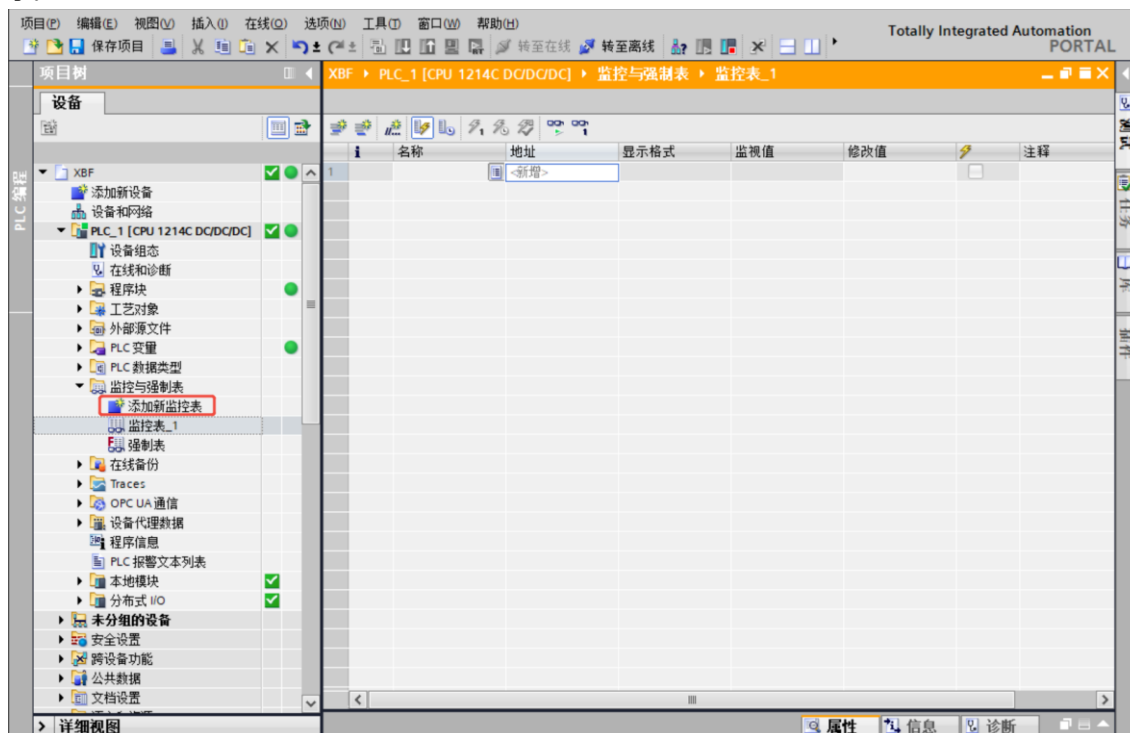 项目(P) 编辑(E) 视图(V) 插入(I) 在线(O) 选项(N) 工具(T) 窗口(W) 帮助(H)
Totally Integrated Automation
PORTAL
保存项目 转至在线 转至离线
项目树
XBF ▸ PLC_1 [CPU 1214C DC/DC/DC] ▸ 监控与强制表 ▸ 监控表_1
设备
i 名称 地址 显示格式 监视值 修改值 注释
1 <新增>
XBF
添加新设备
设备和网络
PLC_1 [CPU 1214C DC/DC/DC]
设备组态
在线和诊断
程序块
工艺对象
外部源文件
PLC 变量
PLC 数据类型
监控与强制表
添加新监控表
监控表_1
强制表
在线备份
Traces
OPC UA 通信
设备代理数据
程序信息
PLC 报警文本列表
本地模块
分布式 I/O
未分组的设备
安全设置
跨设备功能
公共数据
文档设置
详细视图
属性 信息 诊断
PLC 编程
任务
库